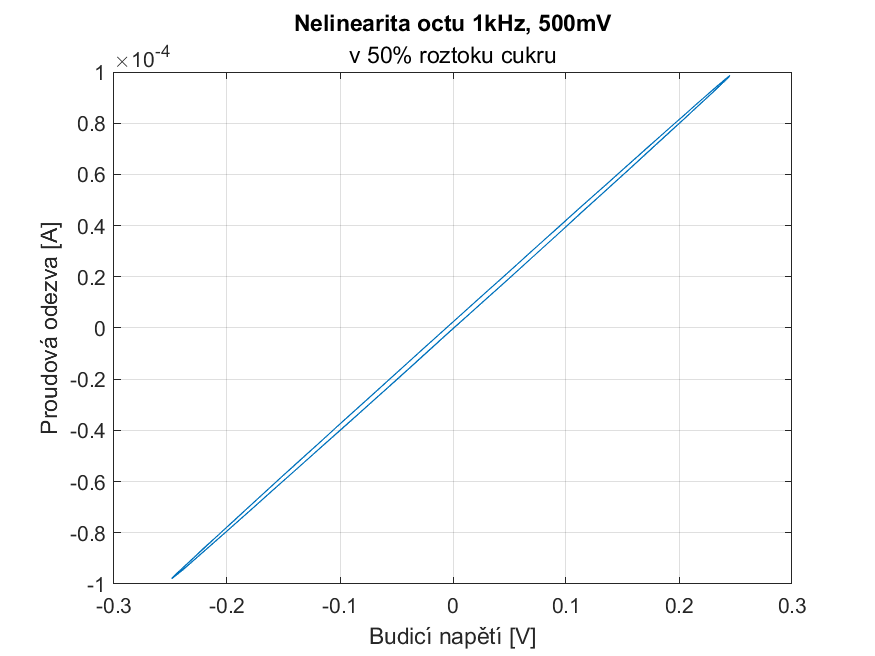 Nelinearita octu 1kHz, 500mV
v 50% roztoku cukru
×10-4
1
0.8
0.6
0.4
0.2
0
-0.2
-0.4
-0.6
-0.8
-1
-0.3 -0.2 -0.1 0 0.1 0.2 0.3
Proudová odezva [A]
Budicí napětí [V]